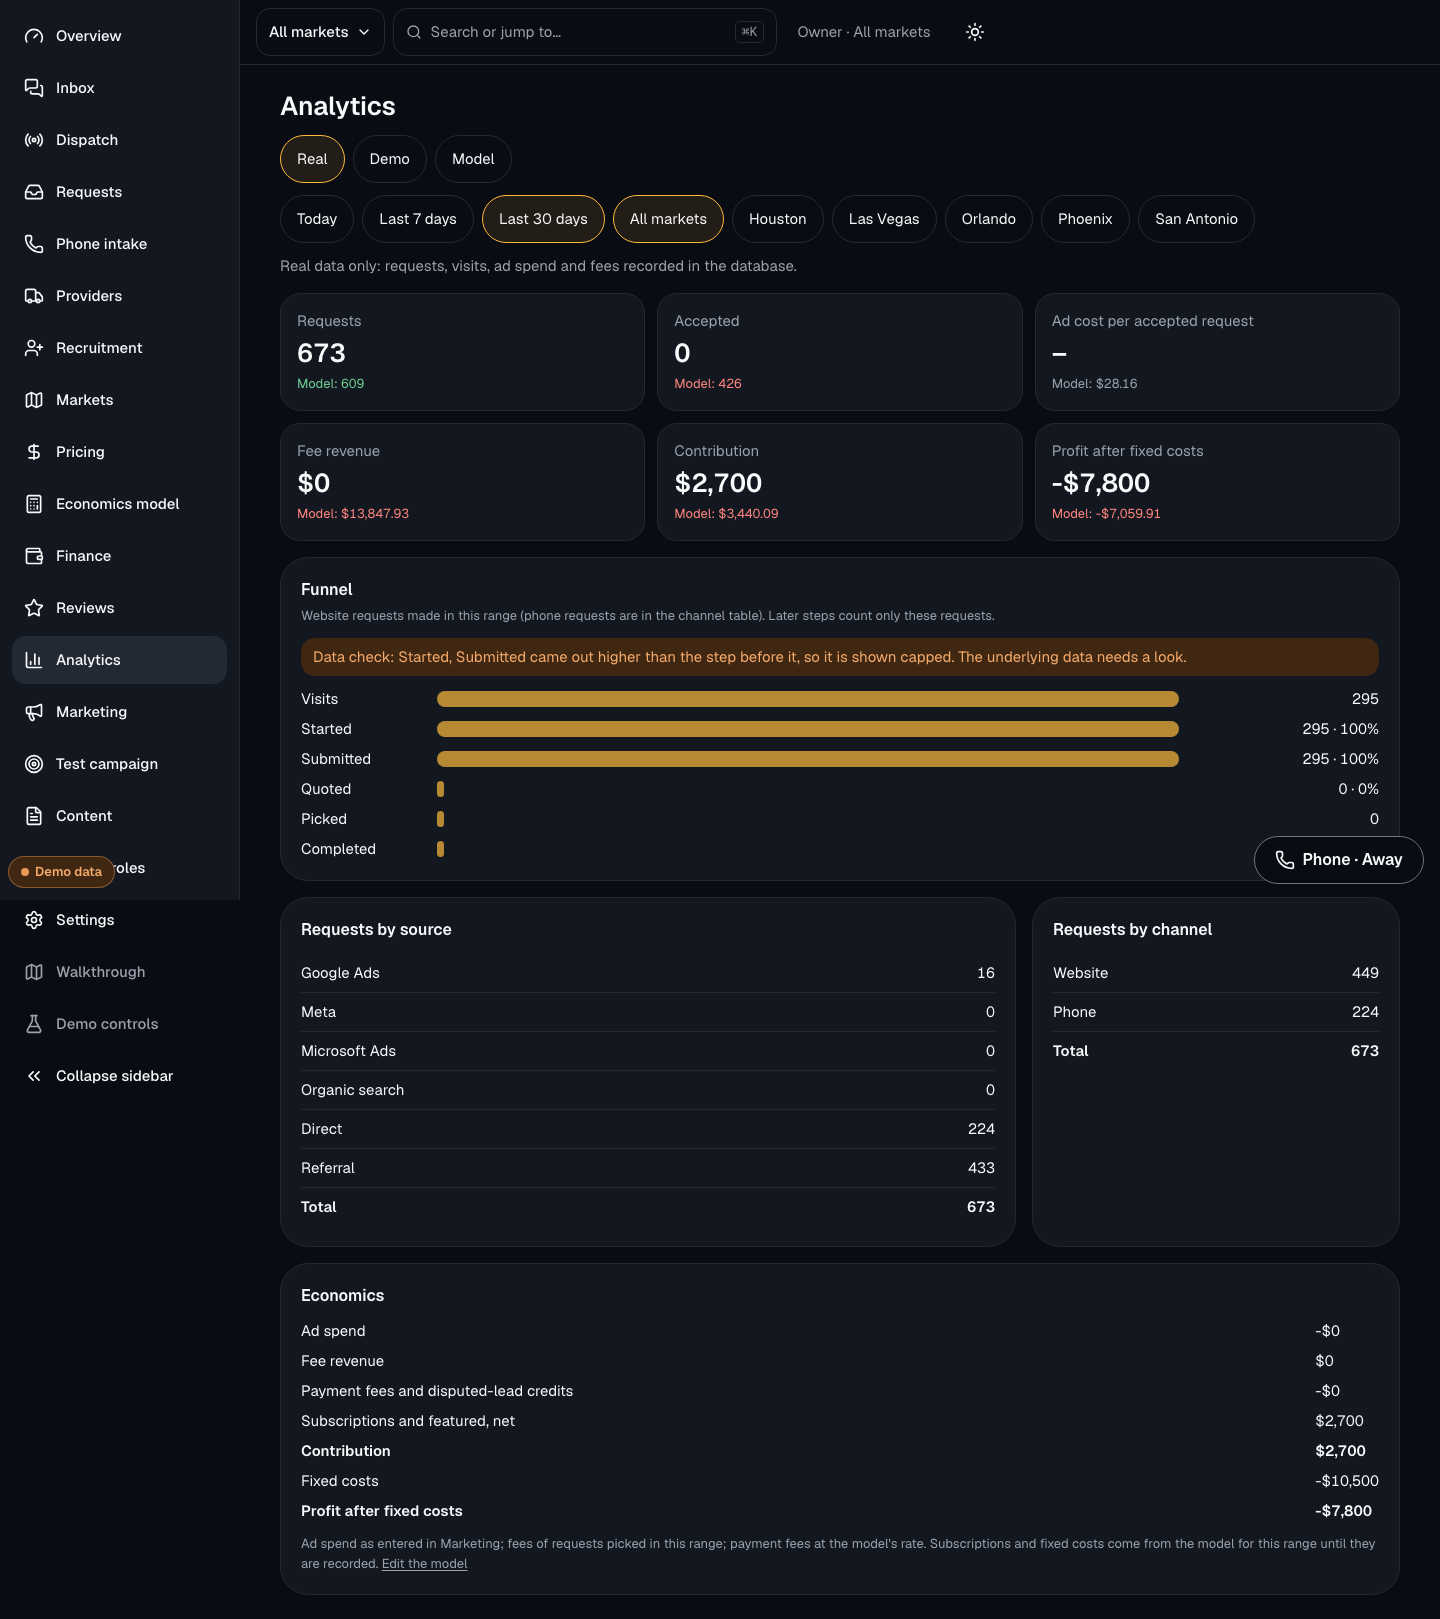 Overview
Inbox
Dispatch
Requests
Phone intake
Providers
Recruitment
Markets
Pricing
Economics model
Finance
Reviews
Analytics
Marketing
Test campaign
Content
Demo data
roles
Settings
Walkthrough
Demo controls
Collapse sidebar
All markets
Search or jump to...
⌘K
Owner · All markets
Analytics
Real Demo Model
Today Last 7 days Last 30 days All markets Houston Las Vegas Orlando Phoenix San Antonio
Real data only: requests, visits, ad spend and fees recorded in the database.
Requests
673
Model: 609
Accepted
0
Model: 426
Ad cost per accepted request
–
Model: $28.16
Fee revenue
$0
Model: $13,847.93
Contribution
$2,700
Model: $3,440.09
Profit after fixed costs
-$7,800
Model: -$7,059.91
Funnel
Website requests made in this range (phone requests are in the channel table). Later steps count only these requests.
Data check: Started, Submitted came out higher than the step before it, so it is shown capped. The underlying data needs a look.
Visits 295
Started 295 · 100%
Submitted 295 · 100%
Quoted 0 · 0%
Picked 0
Completed
Phone · Away
Requests by source
Google Ads 16
Meta 0
Microsoft Ads 0
Organic search 0
Direct 224
Referral 433
Total 673
Requests by channel
Website 449
Phone 224
Total 673
Economics
Ad spend -$0
Fee revenue $0
Payment fees and disputed-lead credits -$0
Subscriptions and featured, net $2,700
Contribution $2,700
Fixed costs -$10,500
Profit after fixed costs -$7,800
Ad spend as entered in Marketing; fees of requests picked in this range; payment fees at the model's rate. Subscriptions and fixed costs come from the model for this range until they
are recorded. Edit the model